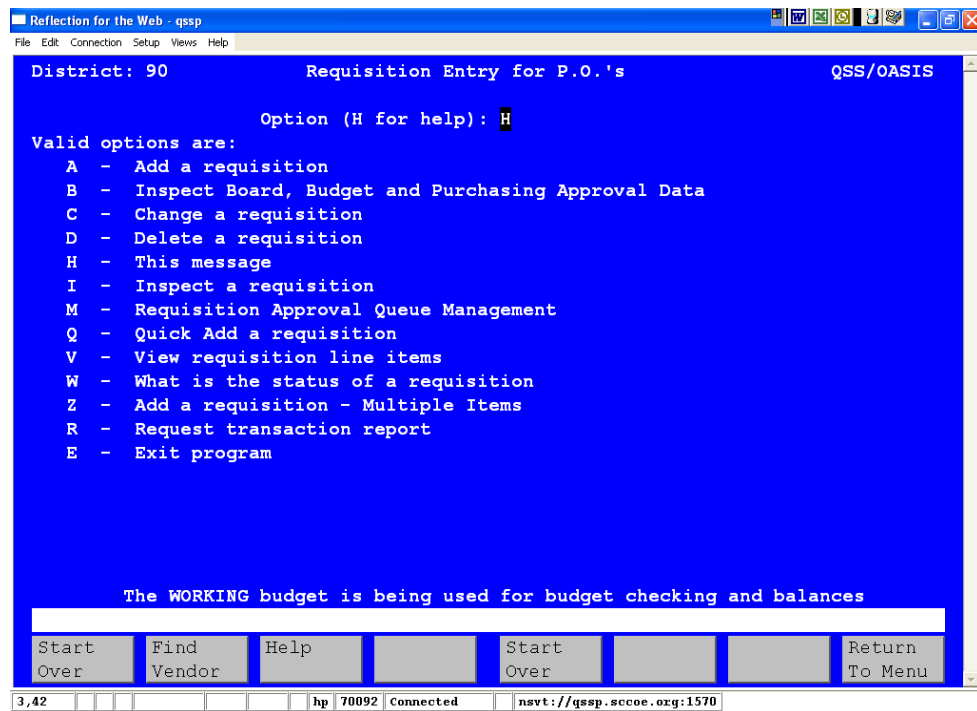 Reflection for the Web - qssp
File Edit Connection Setup Views Help
District: 90 Requisition Entry for P.O.'s QSS/OASIS
Option (H for help): H
Valid options are:
A - Add a requisition
B - Inspect Board, Budget and Purchasing Approval Data
C - Change a requisition
D - Delete a requisition
H - This message
I - Inspect a requisition
M - Requisition Approval Queue Management
Q - Quick Add a requisition
V - View requisition line items
W - What is the status of a requisition
Z - Add a requisition - Multiple Items
R - Request transaction report
E - Exit program
The WORKING budget is being used for budget checking and balances
Start Find Help Start Return
Over Vendor Over To Menu
3,42 hp 70092 Connected nsvt://qssp.sccoe.org:1570